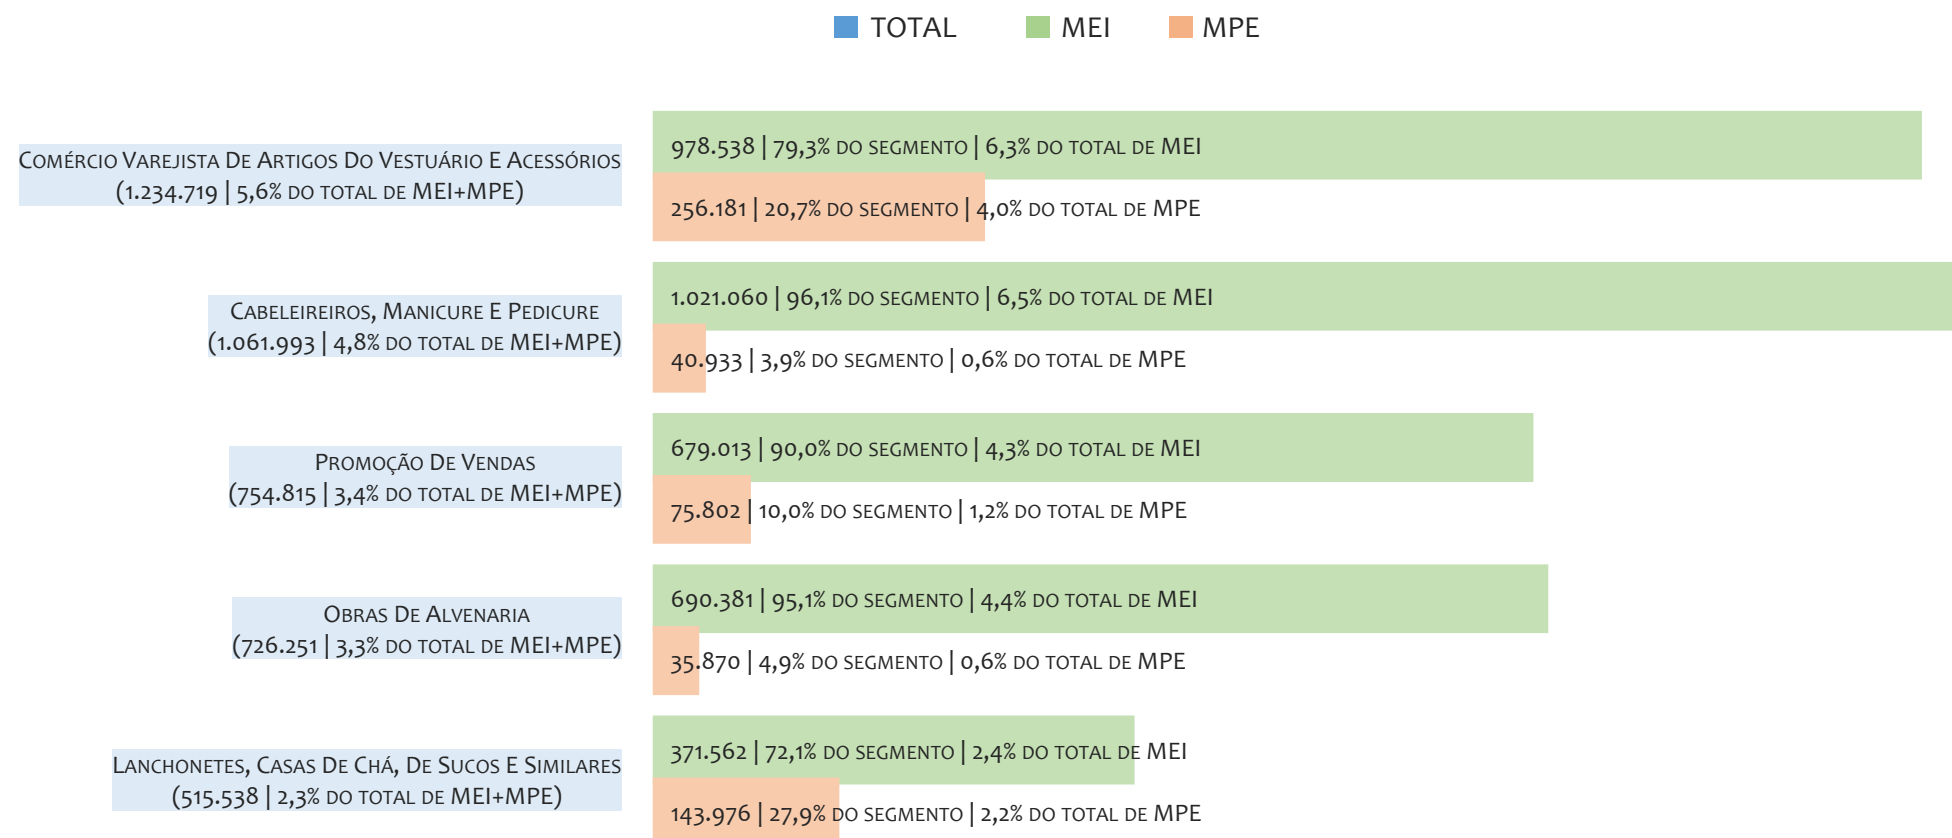 TOTAL MEI MPE
Comércio Varejista De Artigos Do Vestuário E Acessórios
(1.234.719 | 5,6% do total de MEI+MPE)
978.538 | 79,3% do segmento | 6,3% do total de MEI
256.181 | 20,7% do segmento | 4,0% do total de MPE
Cabeleireiros, Manicure E Pedicure
(1.061.993 | 4,8% do total de MEI+MPE)
1.021.060 | 96,1% do segmento | 6,5% do total de MEI
40.933 | 3,9% do segmento | 0,6% do total de MPE
Promoção De Vendas
(754.815 | 3,4% do total de MEI+MPE)
679.013 | 90,0% do segmento | 4,3% do total de MEI
75.802 | 10,0% do segmento | 1,2% do total de MPE
Obras De Alvenaria
(726.251 | 3,3% do total de MEI+MPE)
690.381 | 95,1% do segmento | 4,4% do total de MEI
35.870 | 4,9% do segmento | 0,6% do total de MPE
Lanchonetes, Casas De Chá, De Sucos E Similares
(515.538 | 2,3% do total de MEI+MPE)
371.562 | 72,1% do segmento | 2,4% do total de MEI
143.976 | 27,9% do segmento | 2,2% do total de MPE